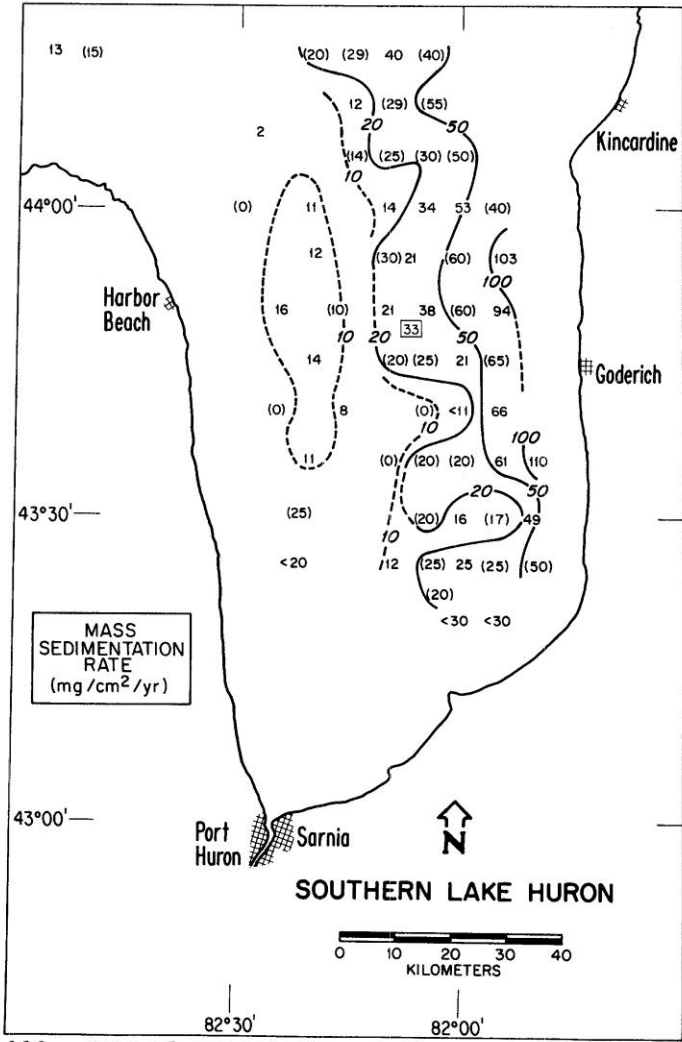 13 (15) (20) (29) 40 (40)
12 (29) (55)
20 50
2
Kincardine
(14) (25) (30) (50)
10
44°00'
(0) 11 14 34 53 (40)
12 (30) 21 (60) 103
100
Harbor
Beach
16 (10) 21 38 (60) 94
10 20 33 50
14 (20) (25) 21 (65)
Goderich
(0) 8 (0) <11 66
10
100
11 (0) (20) (20) 61 110
20 50
43°30'
(25) (20) 16 (17) 49
10
<20 12 (25) 25 (25) (50)
(20)
<30 <30
MASS
SEDIMENTATION
RATE
(mg/cm²/yr)
43°00'
Port
Huron
Sarnia
N
SOUTHERN LAKE HURON
0 10 20 30 40
KILOMETERS
82°30' 82°00'